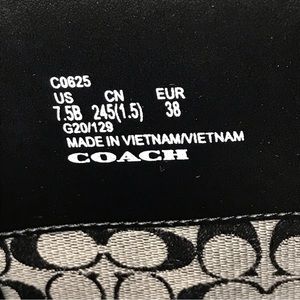 C0625
US CN EUR
7.5B 245(1.5) 38
G20/129
MADE IN VIETNAM/VIETNAM
COACH